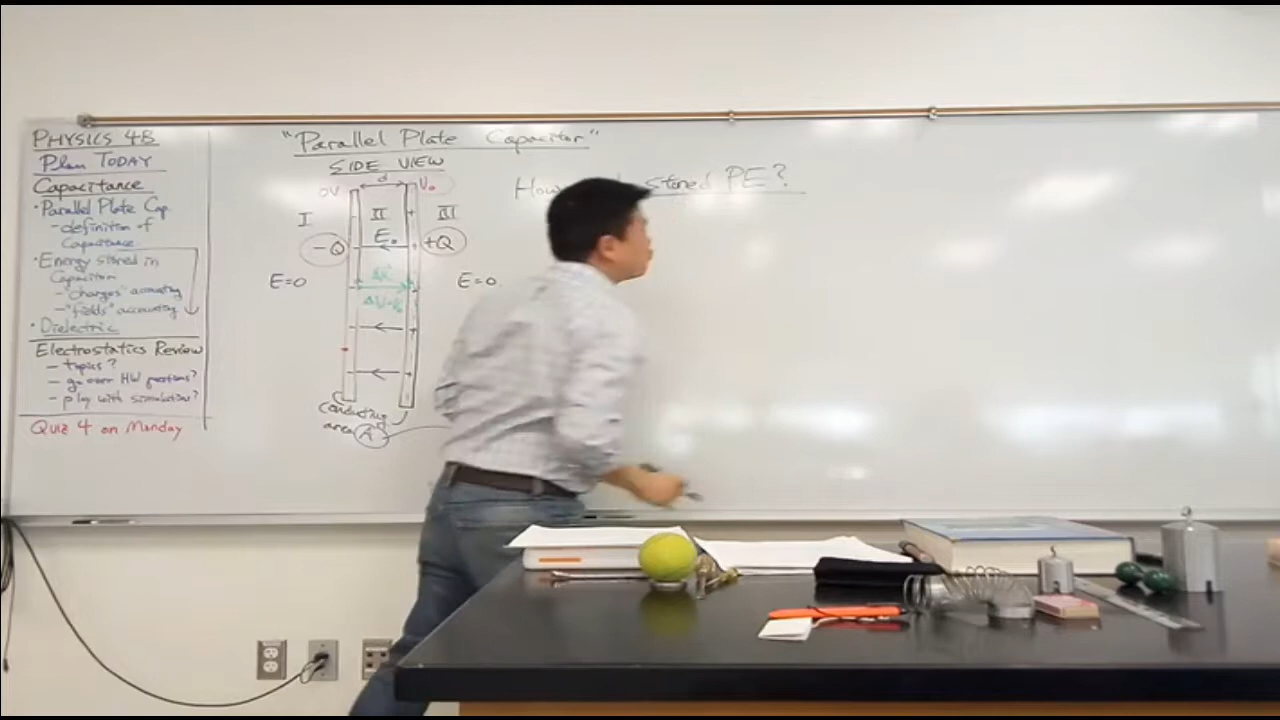 PHYSICS 4B
Plan TODAY
Capacitance
• Parallel Plate Cap.
- definition of
Capacitance
• Energy stored in
Capacitor
- "charges" accounting
- "fields" accounting
• Dielectric
Electrostatics Review
- topics?
- go over HW questions?
- play with simulation?
Quiz 4 on Monday
"Parallel Plate Capacitor"
SIDE VIEW
0V d V₀
I II III
-Q E₀ +Q
E=0 E=0
Conducting
area A
How stored PE?